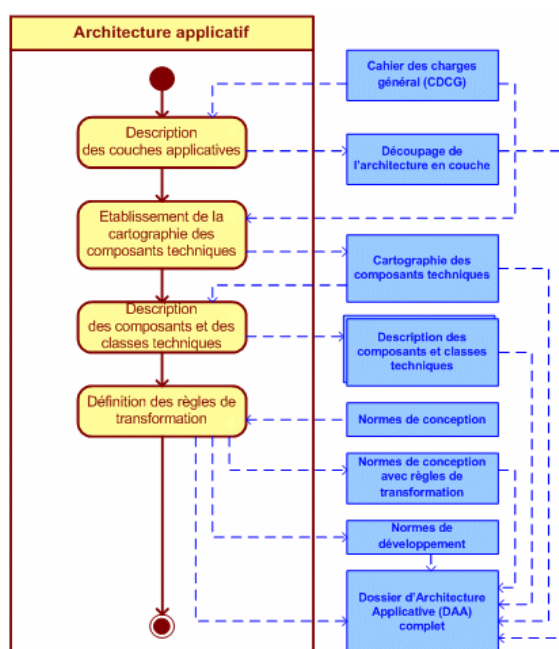 Architecture applicatif
Cahier des charges
général (CDCG)
Description
des couches applicatives
Découpage de
l'architecture en couche
Etablissement de la
cartographie des
composants techniques
Cartographie des
composants techniques
Description
des composants et des
classes techniques
Description des
composants et classes
techniques
Définition des règles de
transformation
Normes de conception
Normes de conception
avec règles de
transformation
Normes de
développement
Dossier d'Architecture
Applicative (DAA)
complet